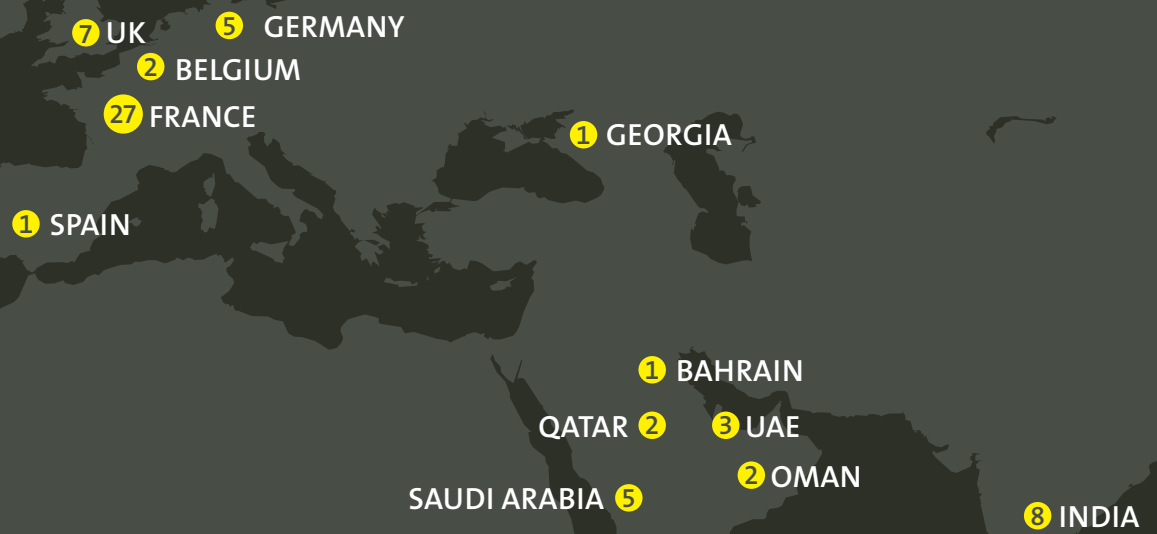 7 UK
5 GERMANY
2 BELGIUM
27 FRANCE
1 GEORGIA
1 SPAIN
1 BAHRAIN
QATAR 2
3 UAE
2 OMAN
SAUDI ARABIA 5
8 INDIA